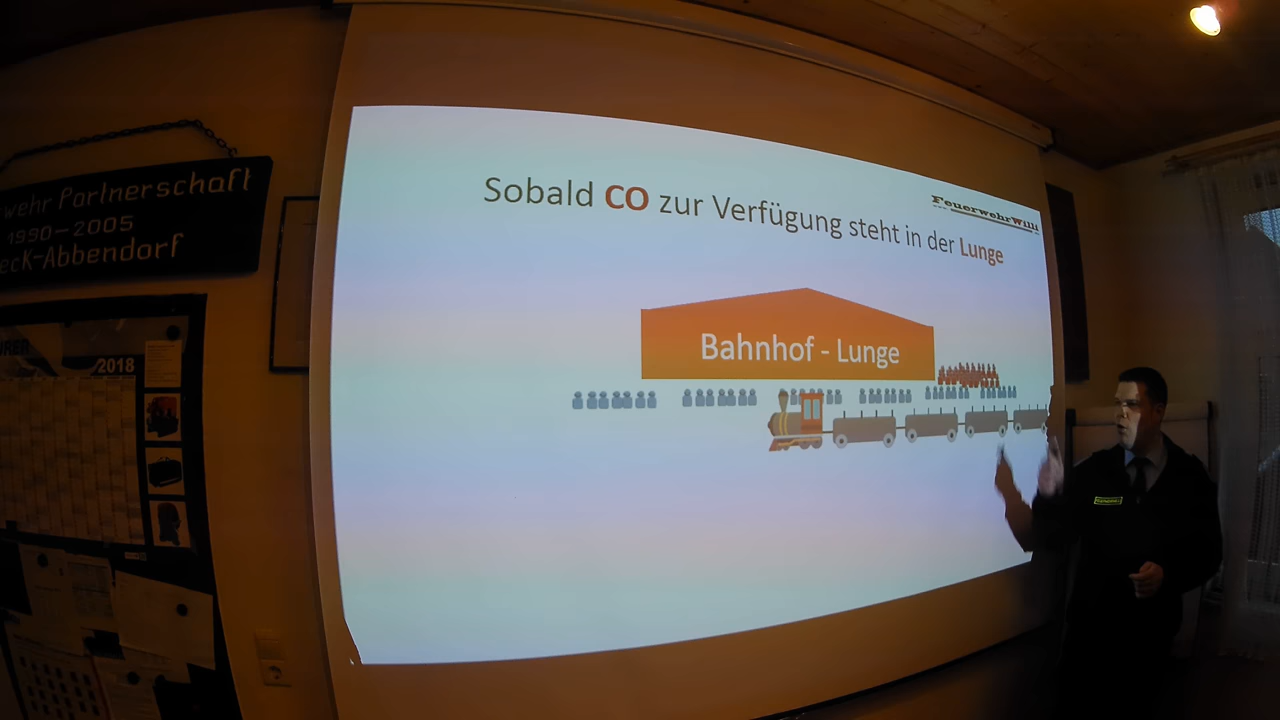 wehr Partnerschaft
1990-2005
eck-Abbendorf
2018
Sobald CO zur Verfügung steht in der Lunge
FeuerwehrWilli
Bahnhof - Lunge